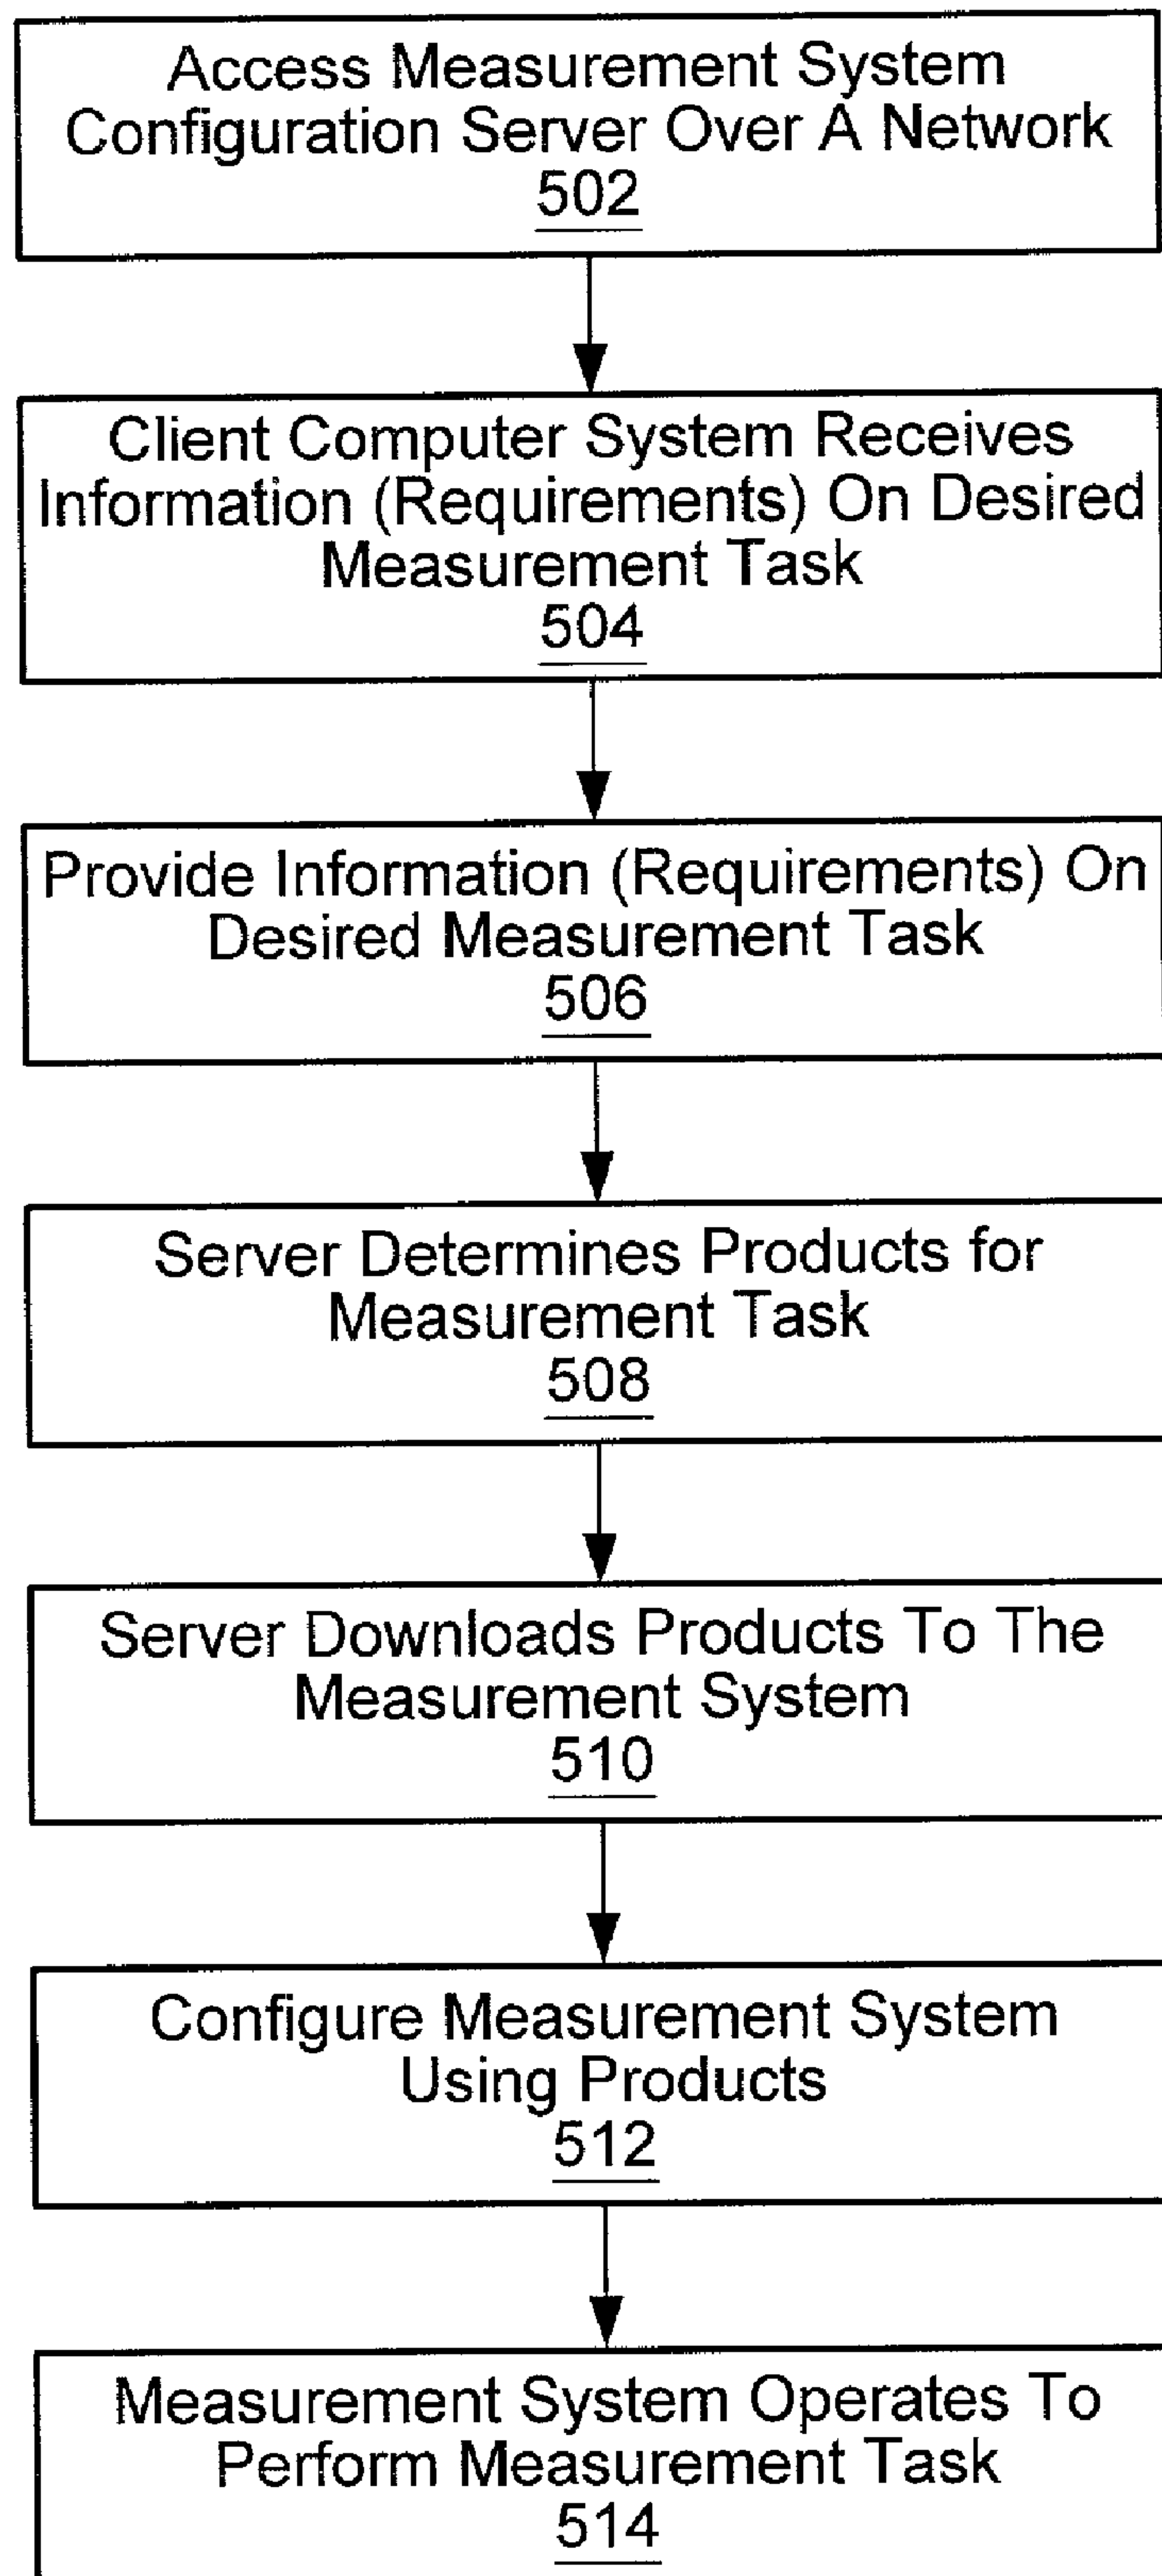 Access Measurement System
Configuration Server Over A Network
502
Client Computer System Receives
Information (Requirements) On Desired
Measurement Task
504
Provide Information (Requirements) On
Desired Measurement Task
506
Server Determines Products for
Measurement Task
508
Server Downloads Products To The
Measurement System
510
Configure Measurement System
Using Products
512
Measurement System Operates To
Perform Measurement Task
514